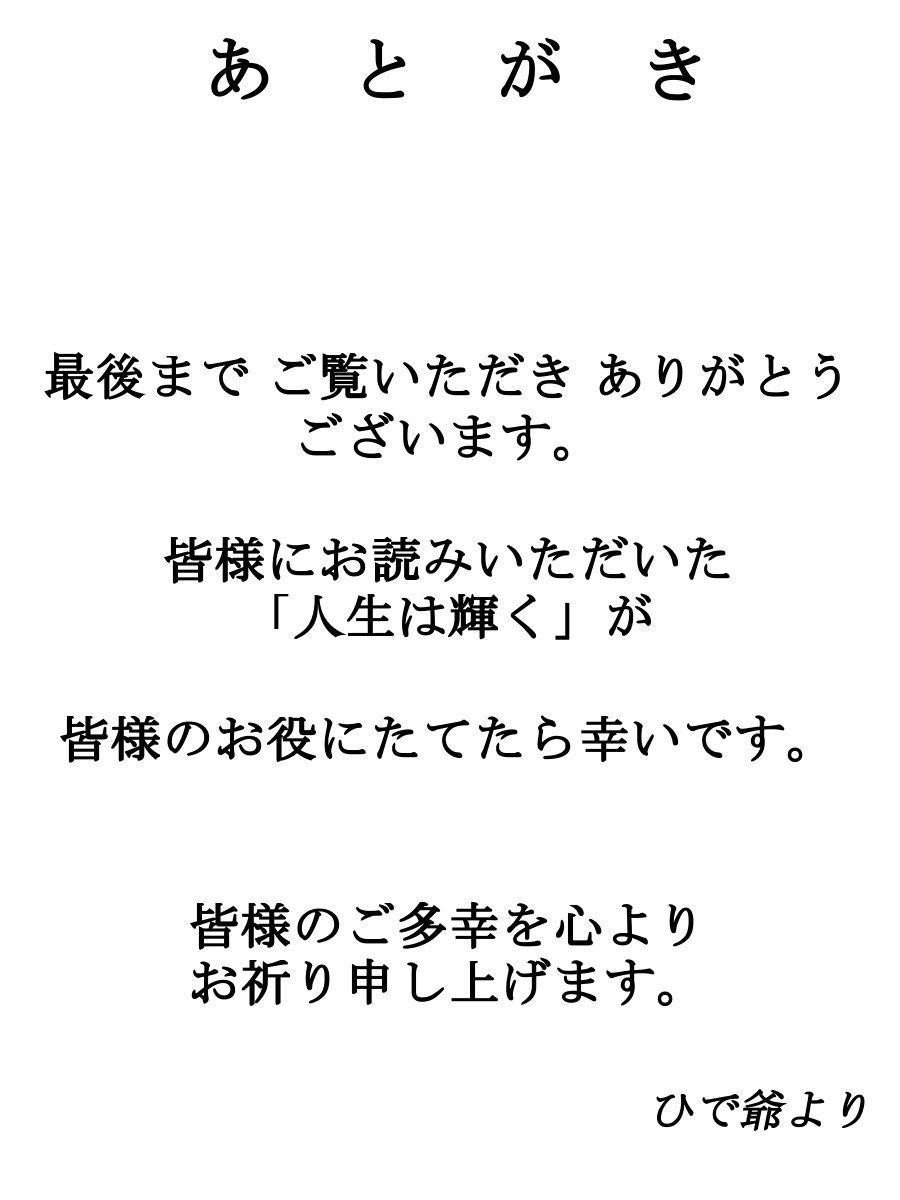 あとがき
最後まで ご覧いただき ありがとう
ございます。
皆様にお読みいただいた
「人生は輝く」が
皆様のお役にたてたら幸いです。
皆様のご多幸を心より
お祈り申し上げます。
ひで爺より